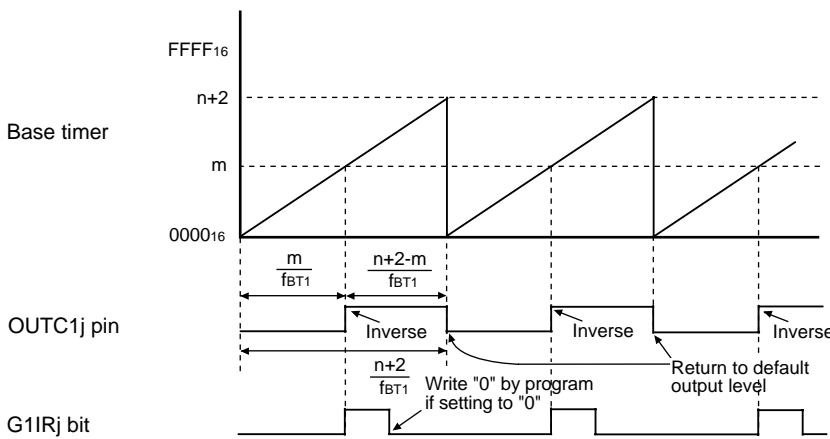 FFFF16
n+2
Base timer
m
000016
m
fBT1
n+2-m
fBT1
OUTC1j pin
Inverse
Inverse
Inverse
n+2
fBT1
Write "0" by program
if setting to "0"
Return to default
output level
G1IRj bit